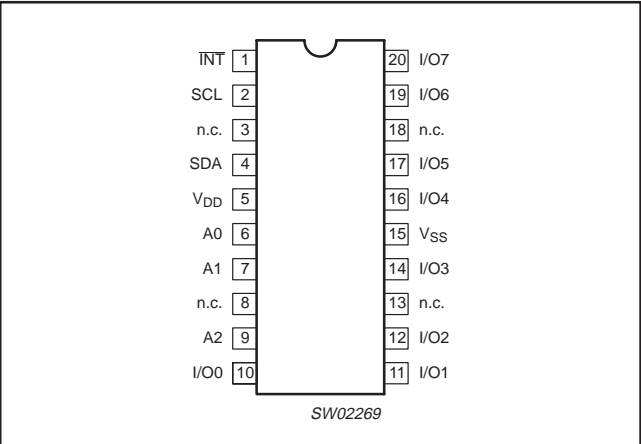 INT 1 20 I/O7
SCL 2 19 I/O6
n.c. 3 18 n.c.
SDA 4 17 I/O5
VDD 5 16 I/O4
A0 6 15 VSS
A1 7 14 I/O3
n.c. 8 13 n.c.
A2 9 12 I/O2
I/O0 10 11 I/O1
SW02269